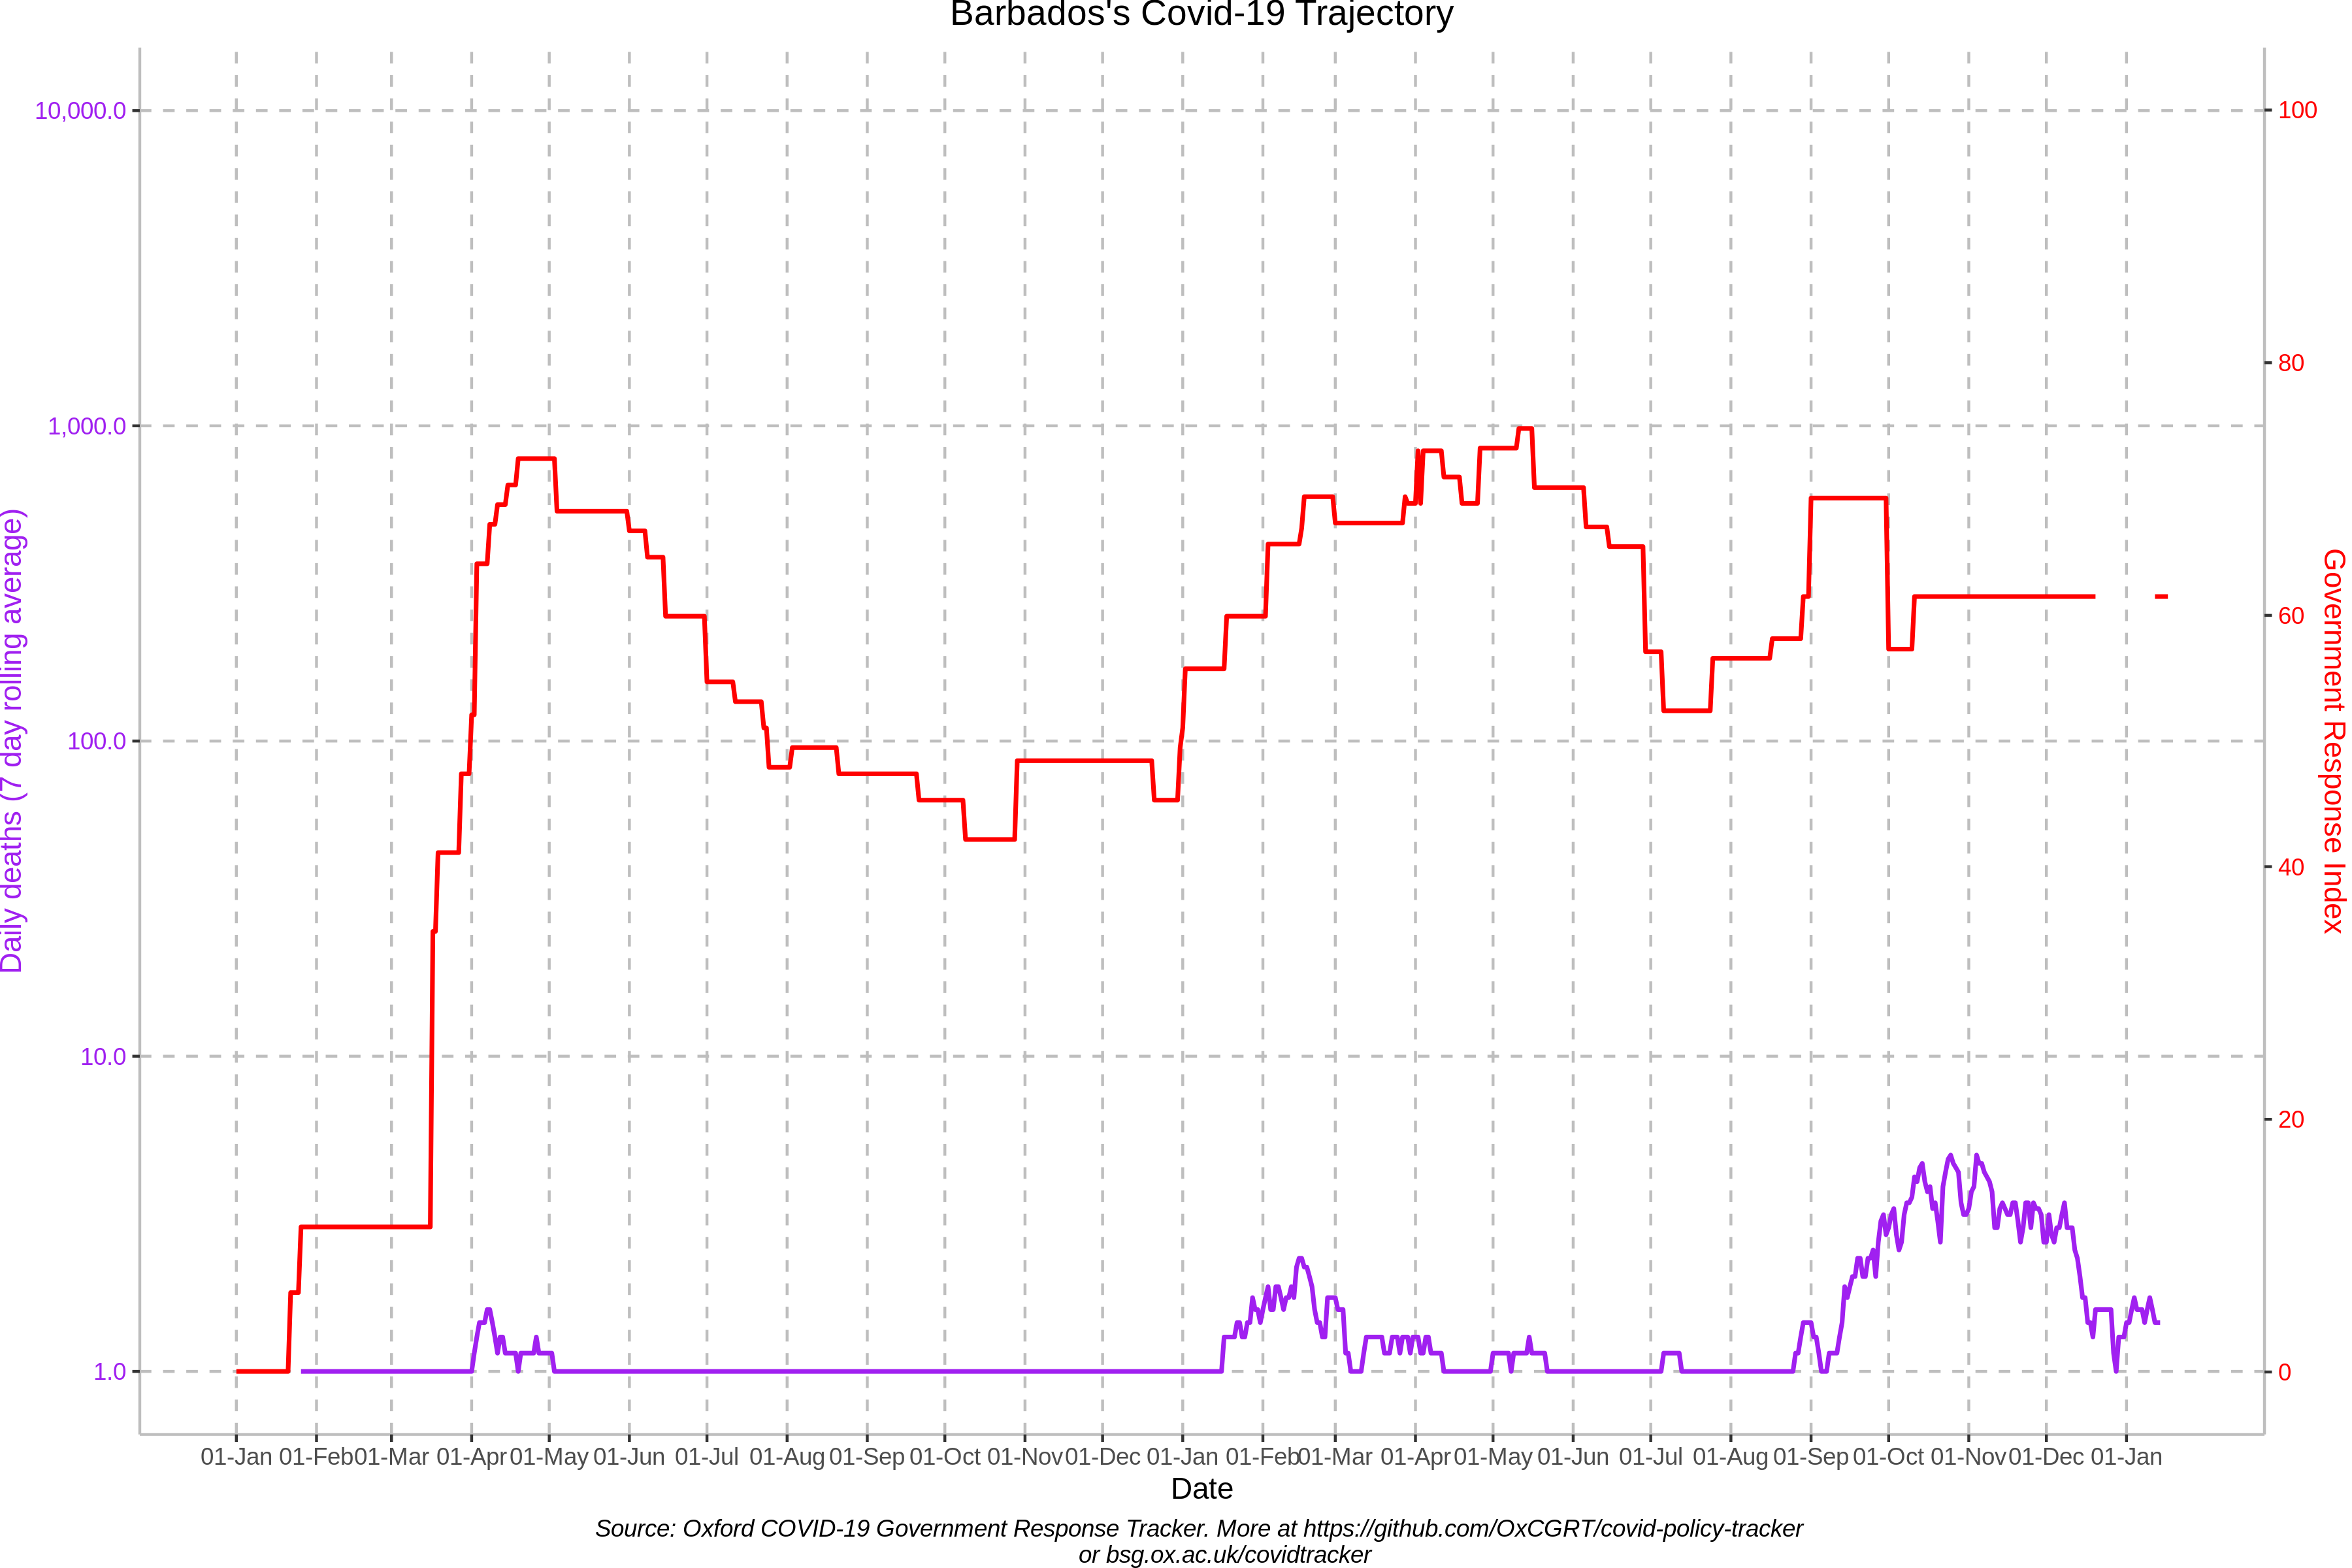 Barbados's Covid-19 Trajectory
10,000.0
1,000.0
100.0
10.0
1.0
Daily deaths (7 day rolling average)
100
80
60
40
20
0
Government Response Index
01-Jan 01-Feb 01-Mar 01-Apr 01-May 01-Jun 01-Jul 01-Aug 01-Sep 01-Oct 01-Nov 01-Dec 01-Jan 01-Feb 01-Mar 01-Apr 01-May 01-Jun 01-Jul 01-Aug 01-Sep 01-Oct 01-Nov 01-Dec 01-Jan
Date
Source: Oxford COVID-19 Government Response Tracker. More at https://github.com/OxCGRT/covid-policy-tracker
or bsg.ox.ac.uk/covidtracker